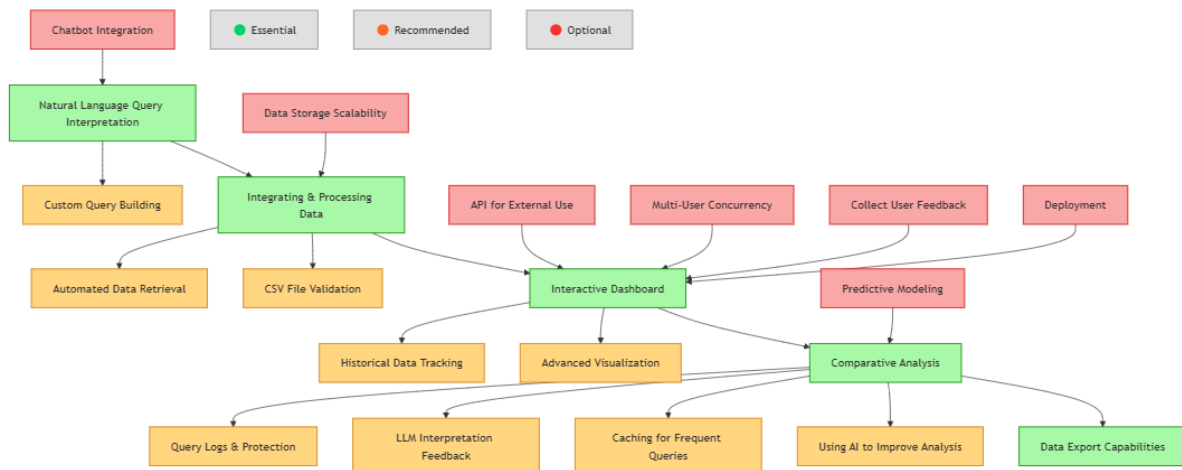 Chatbot Integration
Essential
Recommended
Optional
Natural Language Query
Interpretation
Data Storage Scalability
Custom Query Building
Integrating & Processing
Data
API for External Use
Multi-User Concurrency
Collect User Feedback
Deployment
Automated Data Retrieval
CSV File Validation
Interactive Dashboard
Predictive Modeling
Historical Data Tracking
Advanced Visualization
Comparative Analysis
Query Logs & Protection
LLM Interpretation
Feedback
Caching for Frequent
Queries
Using AI to Improve Analysis
Data Export Capabilities